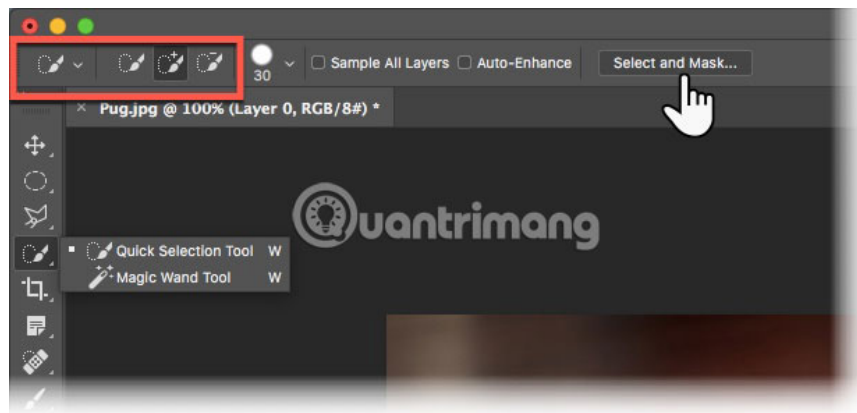 30
Sample All Layers
Auto-Enhance
Select and Mask...
× Pug.jpg @ 100% (Layer 0, RGB/8#) *
Quantrimang
Quick Selection Tool W
Magic Wand Tool W